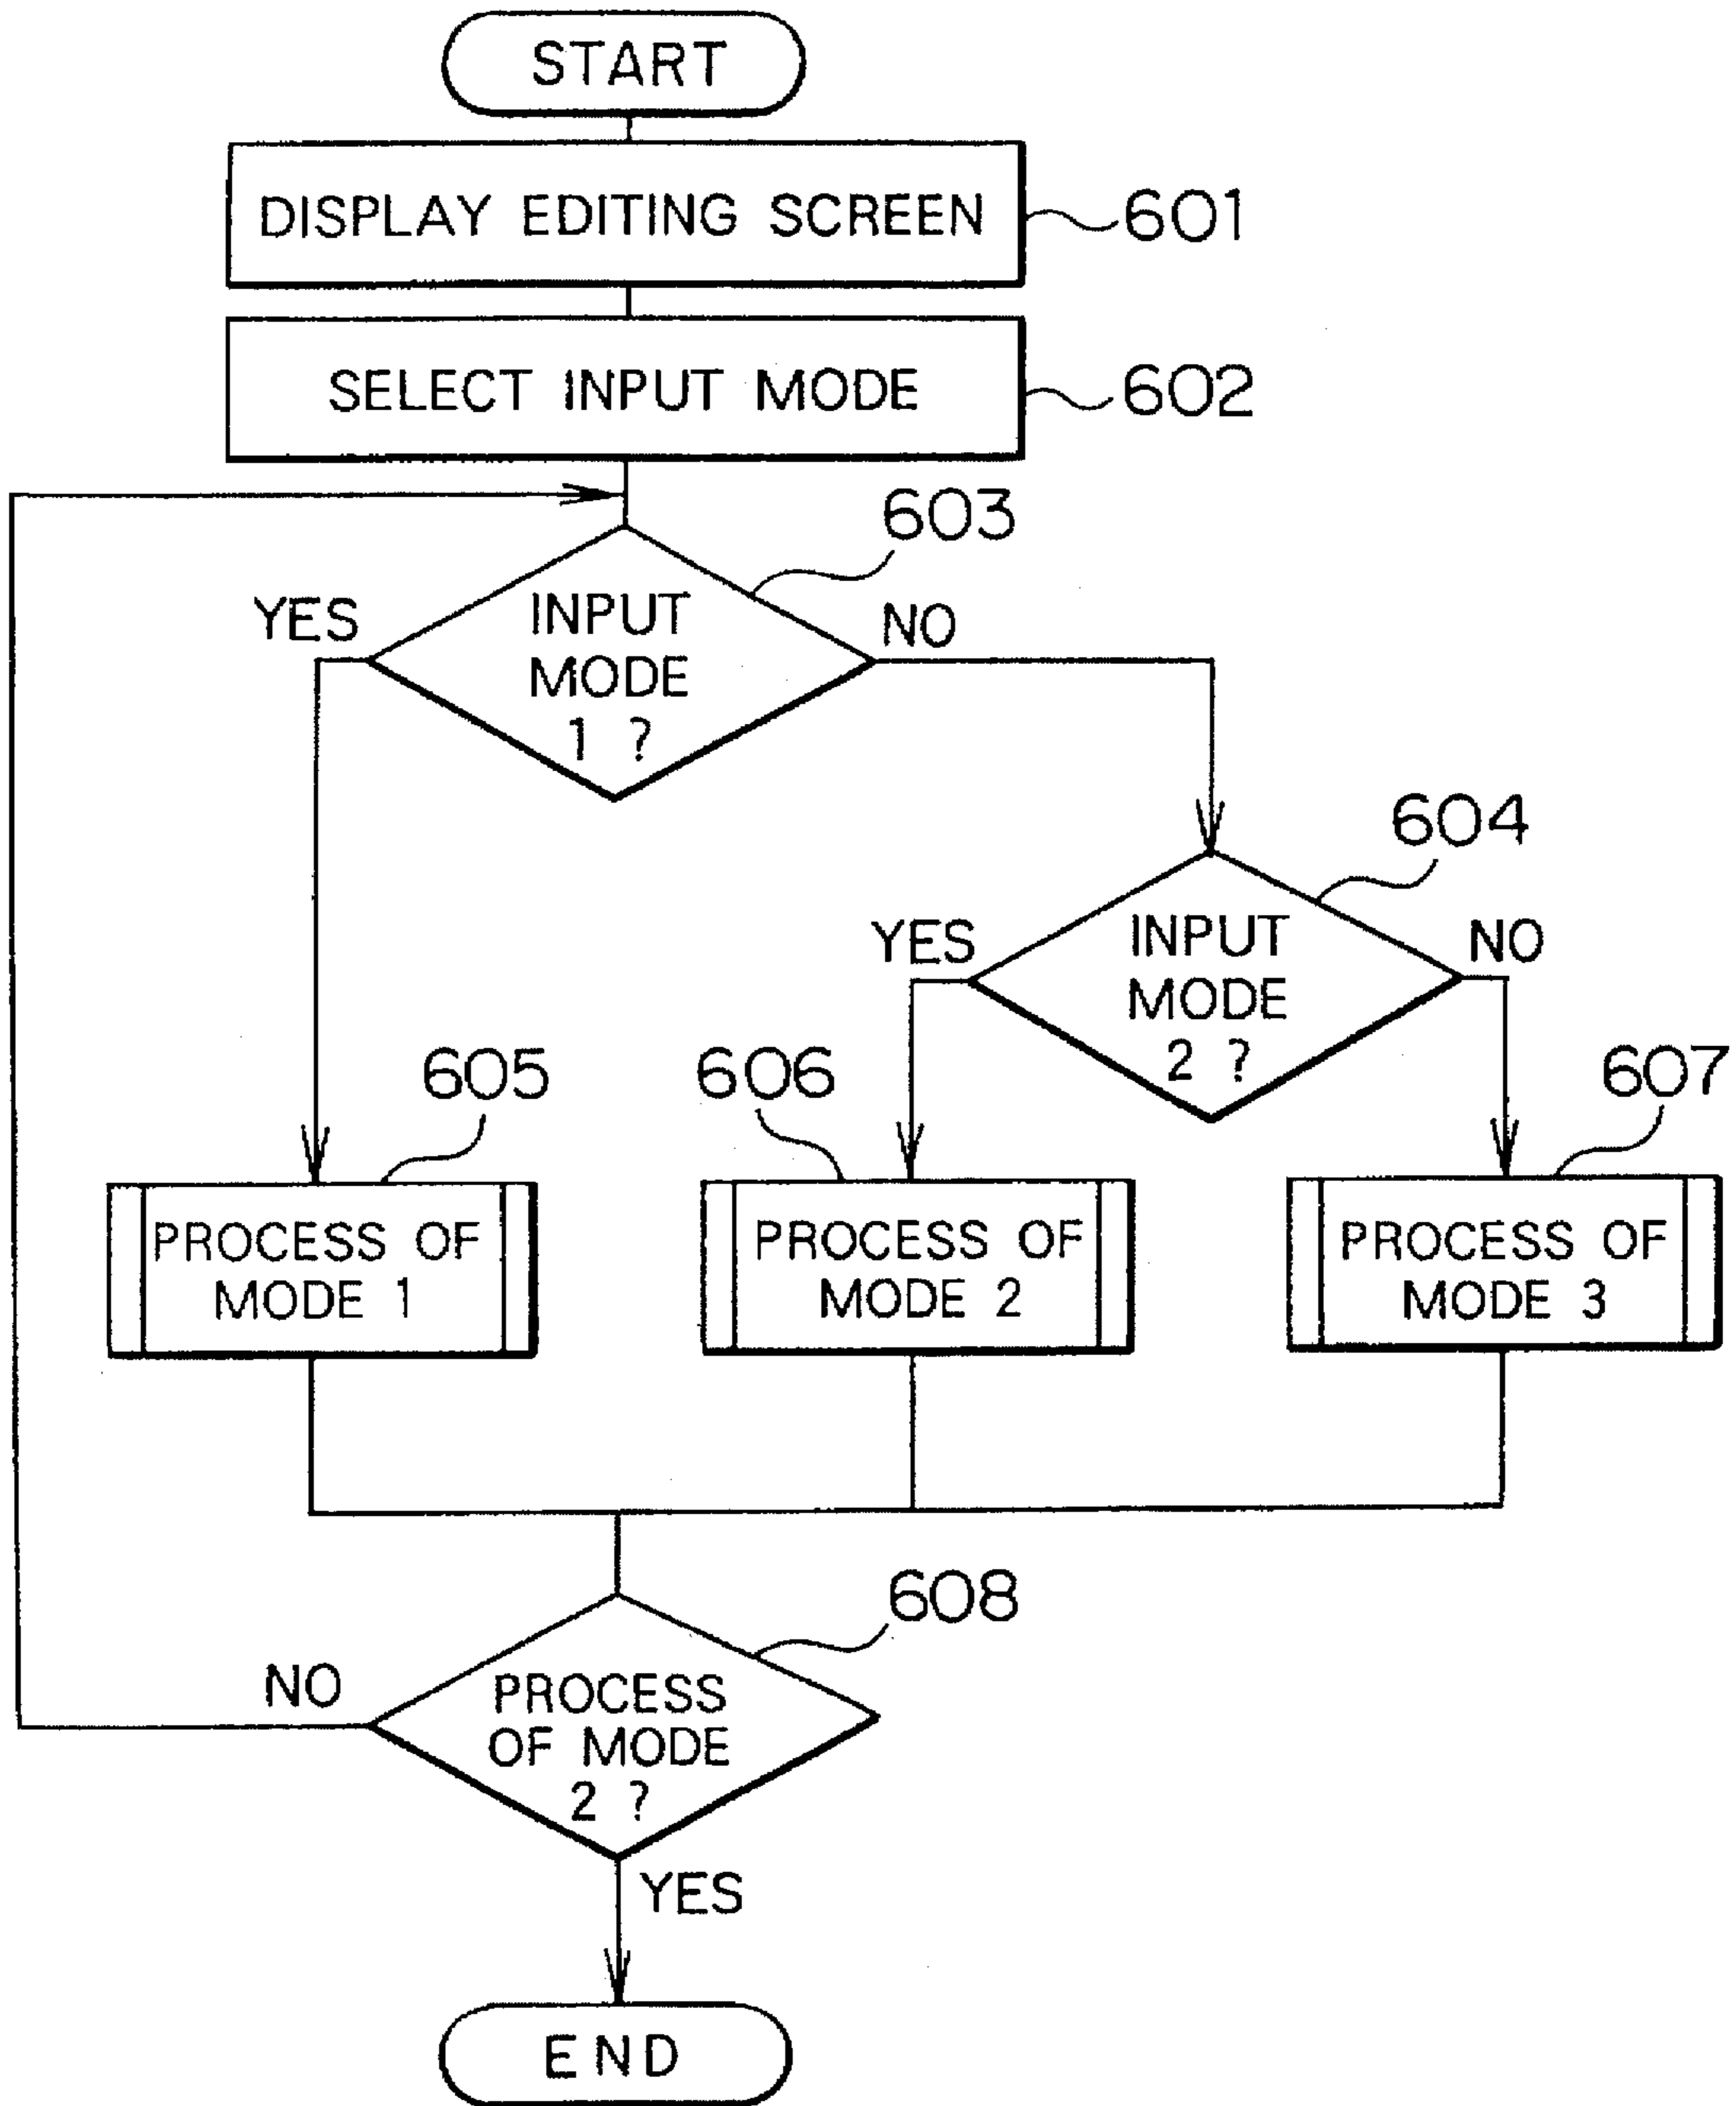 START
DISPLAY EDITING SCREEN
601
SELECT INPUT MODE
602
603
YES
INPUT
MODE
1 ?
NO
604
YES
INPUT
MODE
2 ?
NO
605
606
607
PROCESS OF
MODE 1
PROCESS OF
MODE 2
PROCESS OF
MODE 3
608
NO
PROCESS
OF MODE
2 ?
YES
END